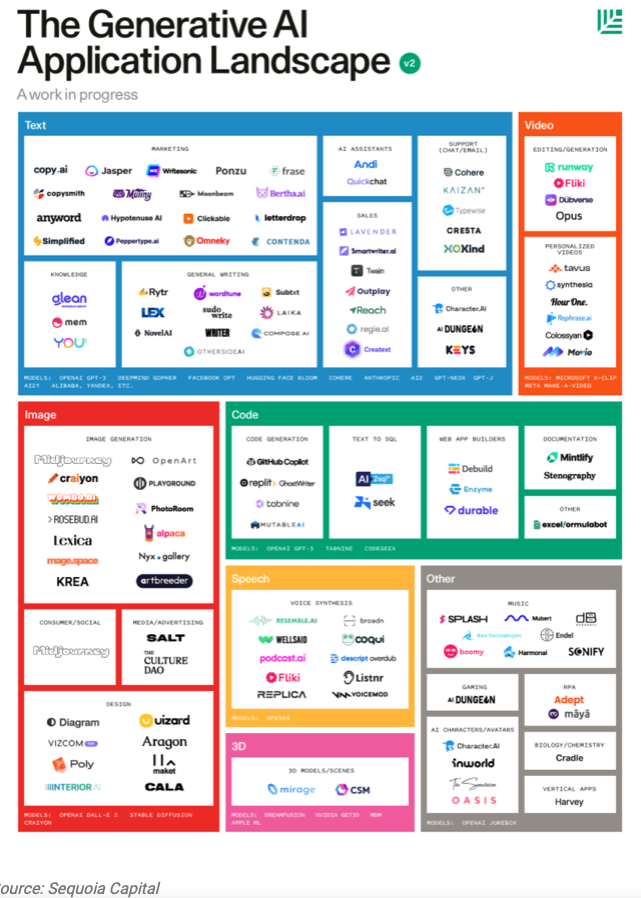 The Generative AI
Application Landscape v2
A work in progress
Text
MARKETING
copy.ai Jasper Writesonic Ponzu frase
copysmith Mutiny Moonbeam Bertha.ai
anyword Hypotenuse AI Clickable letterdrop
Simplified Peppertype.ai Omneky CONTENDA
KNOWLEDGE
glean
mem
YOU
GENERAL WRITING
Rytr wordtune Subtxt
LEX sudo write LAIKA
NovelAI WRITER COMPOSE AI
OTHERSIDEAI
AI ASSISTANTS
Andi
Quickchat
SALES
LAVENDER
Smartwriter.ai
Twain
Outplay
Reach
regie.ai
Creatext
SUPPORT
(CHAT/EMAIL)
Cohere
KAIZAN
Typewise
CRESTA
XOKind
OTHER
Character.AI
AI DUNGEON
KEYS
MODELS: OPENAI GPT-3 DEEPMIND GOPHER FACEBOOK OPT HUGGING FACE BLOOM COHERE ANTHROPIC AI2 GPT-NEOX GPT-J
AI21 ALIBABA, YANDEX, ETC.
Video
EDITING/GENERATION
runway
Fliki
Dübverse
Opus
PERSONALIZED
VIDEOS
tavus
synthesia
Hour One.
Rephrase.ai
Colossyan
Movio
MODELS: MICROSOFT X-CLIP
META MAKE-A-VIDEO
Image
IMAGE GENERATION
Midjourney OpenArt
craiyon PLAYGROUND
WOMBO.AI PhotoRoom
ROSEBUD.AI alpaca
Lexica Nyx.gallery
mage.space artbreeder
KREA
CONSUMER/SOCIAL
Midjourney
MEDIA/ADVERTISING
SALT
THE
CULTURE
DAO
DESIGN
Diagram uizard
VIZCOM Aragon
Poly maket
INTERIOR AI CALA
MODELS: OPENAI DALL-E 2 STABLE DIFFUSION
CRAIYON
Code
CODE GENERATION
GitHub Copilot
replit GhostWriter
tabnine
MUTABLEAI
TEXT TO SQL
AI 2sql
seek
WEB APP BUILDERS
Debuild
Enzyme
durable
DOCUMENTATION
Mintlify
Stenography
OTHER
excelformulabot
MODELS: OPENAI GPT-3 TABNINE CODEGEEX
Speech
VOICE SYNTHESIS
RESEMBLE.AI broadn
WELLSAID coqui
podcast.ai descript overdub
Fliki Listnr
REPLICA VOICEMOD
MODELS: OPENAI
3D
3D MODELS/SCENES
mirage CSM
MODELS: DREAMFUSION NVIDIA GET3D MDM
APPLE ML
Other
MUSIC
SPLASH Mubert dB
Endel
boomy Harmonai SONIFY
GAMING
AI DUNGEON
RPA
Adept
māyā
AI CHARACTERS/AVATARS
Character.AI
inworld
The Simulation
OASIS
BIOLOGY/CHEMISTRY
Cradle
VERTICAL APPS
Harvey
MODELS: OPENAI JUKEBOX
ource: Sequoia Capital